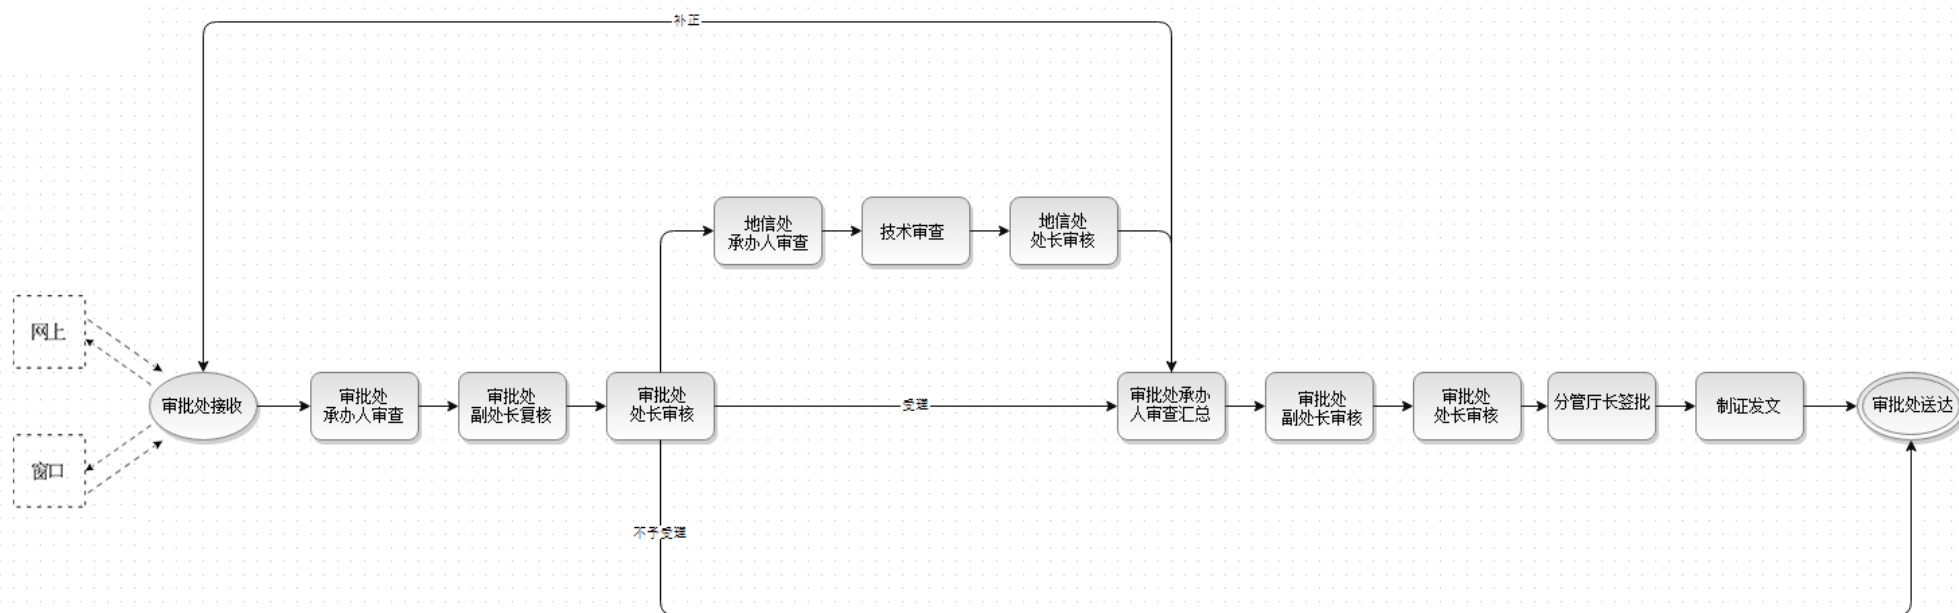 补正
地信处
承办人审查
技术审查
地信处
处长审核
网上
窗口
审批处接收
审批处
承办人审查
审批处
副处长复核
审批处
处长审核
受理
审批处承办
人审查汇总
审批处
副处长审核
审批处
处长审核
分管厅长签批
制证发文
审批处送达
不予受理